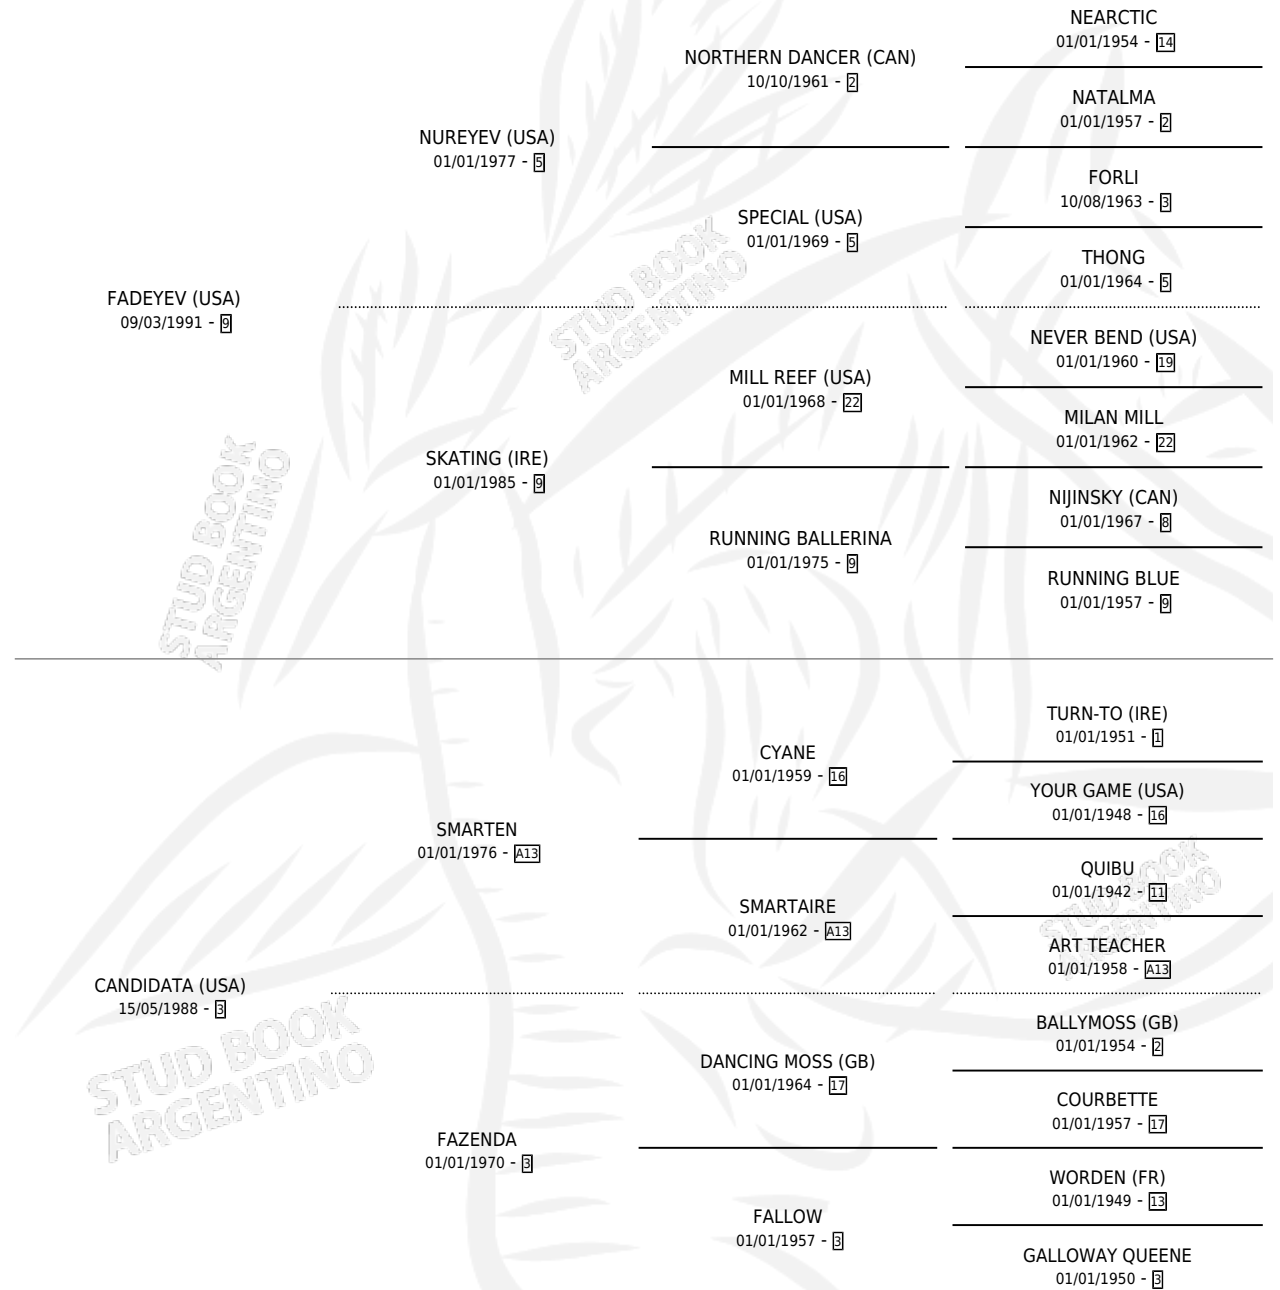 NEARCTIC
01/01/1954 - 14
NORTHERN DANCER (CAN)
10/10/1961 - 2
NATALMA
01/01/1957 - 2
NUREYEV (USA)
01/01/1977 - 5
FORLI
10/08/1963 - 3
SPECIAL (USA)
01/01/1969 - 5
THONG
01/01/1964 - 5
FADEYEV (USA)
09/03/1991 - 9
NEVER BEND (USA)
01/01/1960 - 19
MILL REEF (USA)
01/01/1968 - 22
MILAN MILL
01/01/1962 - 22
SKATING (IRE)
01/01/1985 - 9
NIJINSKY (CAN)
01/01/1967 - 8
RUNNING BALLERINA
01/01/1975 - 9
RUNNING BLUE
01/01/1957 - 9
TURN-TO (IRE)
01/01/1951 - 1
CYANE
01/01/1959 - 16
YOUR GAME (USA)
01/01/1948 - 16
SMARTEN
01/01/1976 - A13
QUIBU
01/01/1942 - 11
SMARTAIRE
01/01/1962 - A13
ART TEACHER
01/01/1958 - A13
CANDIDATA (USA)
15/05/1988 - 3
BALLYMOSS (GB)
01/01/1954 - 2
DANCING MOSS (GB)
01/01/1964 - 17
COURBETTE
01/01/1957 - 17
FAZENDA
01/01/1970 - 3
WORDEN (FR)
01/01/1949 - 13
FALLOW
01/01/1957 - 3
GALLOWAY QUEENE
01/01/1950 - 3
STUD BOOK
ARGENTINO
STUD BOOK
ARGENTINO
STUD BOOK
ARGENTINO
STUD BOOK
ARGENTINO